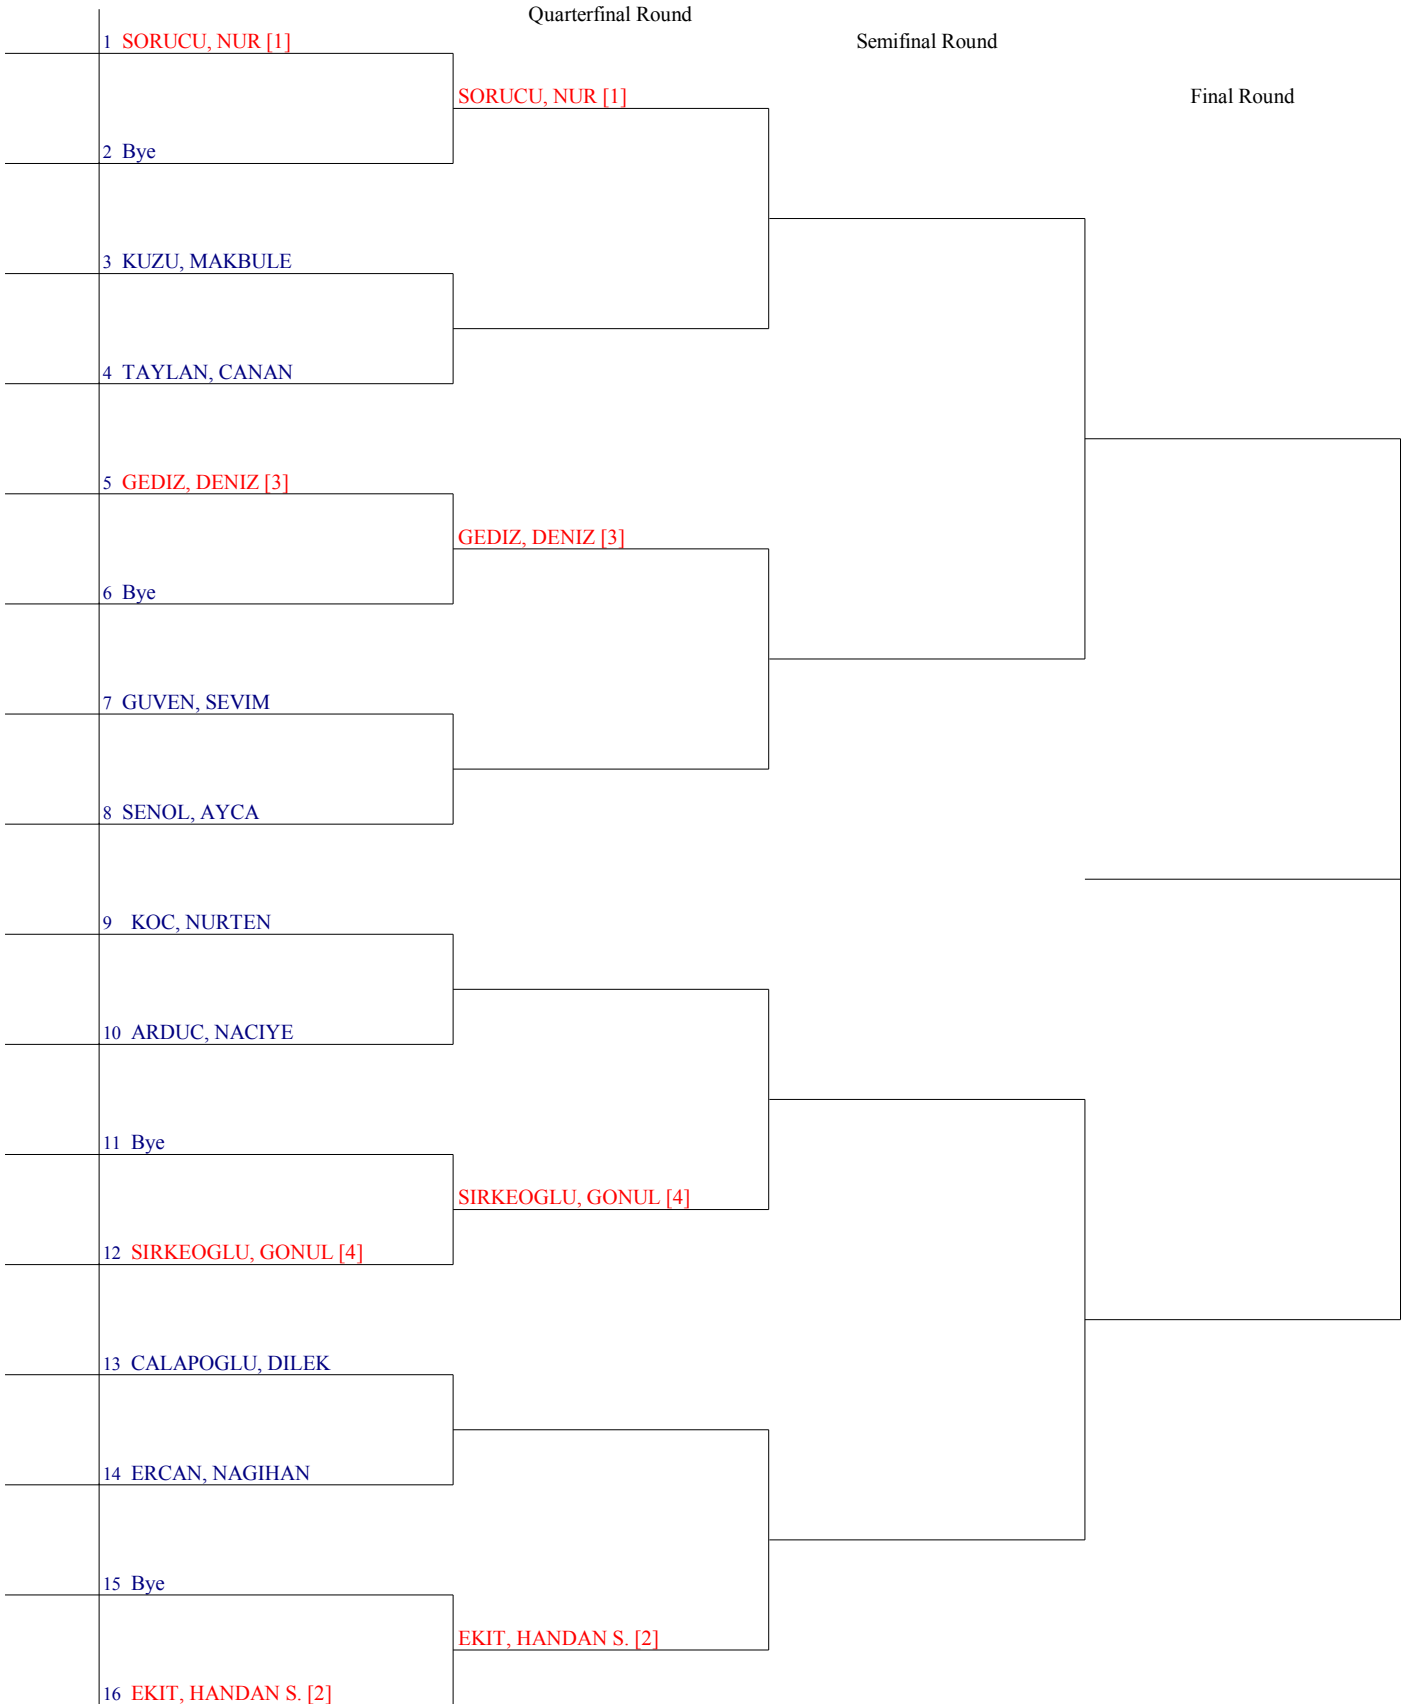 Quarterfinal Round
1 SORUCU, NUR [1]
Semifinal Round
SORUCU, NUR [1]
Final Round
2 Bye
3 KUZU, MAKBULE
4 TAYLAN, CANAN
5 GEDIZ, DENIZ [3]
GEDIZ, DENIZ [3]
6 Bye
7 GUVEN, SEVIM
8 SENOL, AYCA
9 KOC, NURTEN
10 ARDUC, NACIYE
11 Bye
SIRKEOGLU, GONUL [4]
12 SIRKEOGLU, GONUL [4]
13 CALAPOGLU, DILEK
14 ERCAN, NAGIHAN
15 Bye
EKIT, HANDAN S. [2]
16 EKIT, HANDAN S. [2]